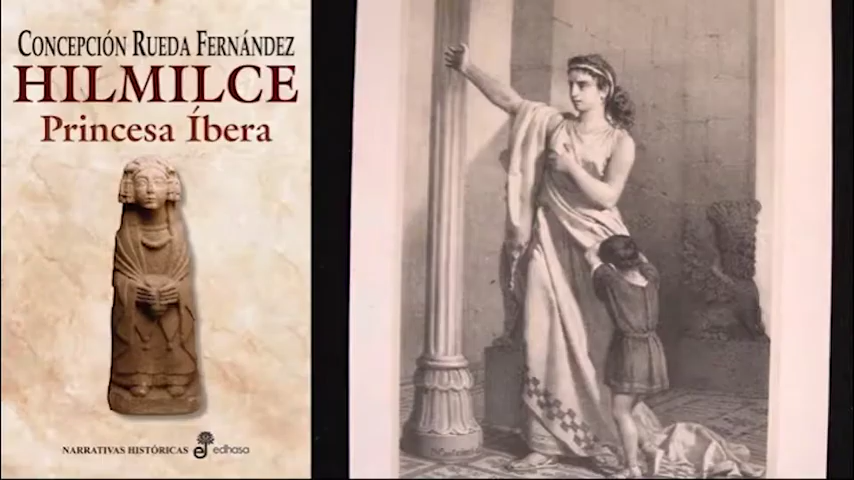 CONCEPCIÓN RUEDA FERNÁNDEZ
HILMILCE
Princesa Íbera
NARRATIVAS HISTÓRICAS edhasa